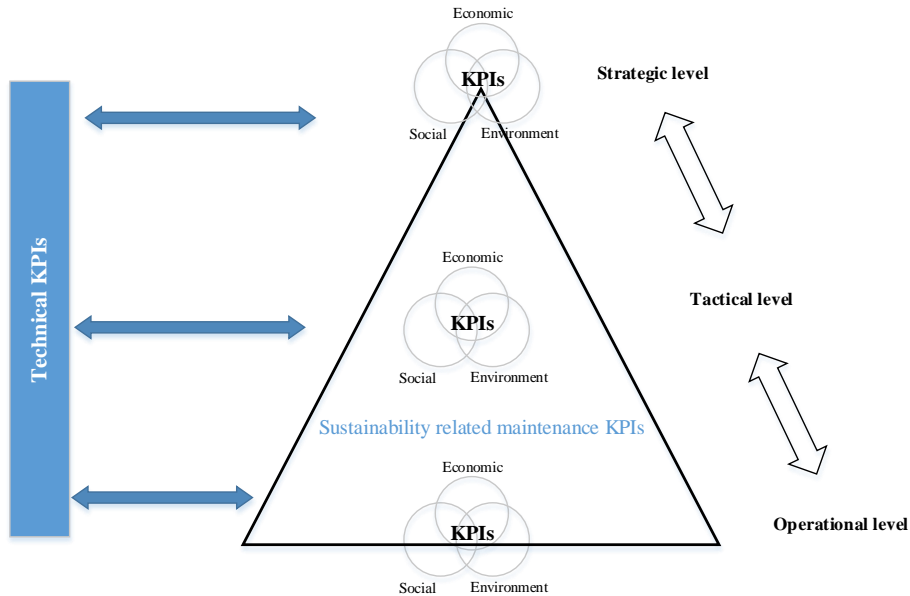 Economic
KPIs
Strategic level
Social
Environment
Technical KPIs
Economic
Tactical level
KPIs
Social
Environment
Sustainability related maintenance KPIs
Economic
Operational level
KPIs
Social
Environment